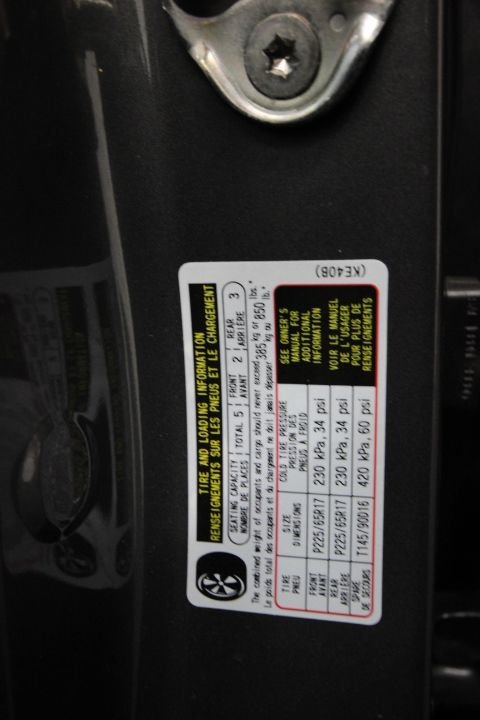 TIRE AND LOADING INFORMATION
RENSEIGNEMENTS SUR LES PNEUS ET LE CHARGEMENT
SEATING CAPACITY TOTAL 5 FRONT 2 REAR 3
NOMBRE DE PLACES AVANT ARRIÈRE
The combined weight of occupants and cargo should never exceed 385 kg or 850 lbs.
Le poids total des occupants et du chargement ne doit jamais dépasser kg ou lb.
TIRE SIZE COLD TIRE PRESSURE SEE OWNER'S
PNEU DIMENSIONS PRESSION DES MANUAL FOR
PNEUS À FROID ADDITIONAL
INFORMATION
FRONT P225/65R17 230 kPa, 34 psi
AVANT
REAR P225/65R17 230 kPa, 34 psi VOIR LE MANUEL
ARRIÈRE DE L'USAGER
SPARE T145/90D16 420 kPa, 60 psi POUR PLUS DE
DE SECOURS RENSEIGNEMENTS
(KE40B)